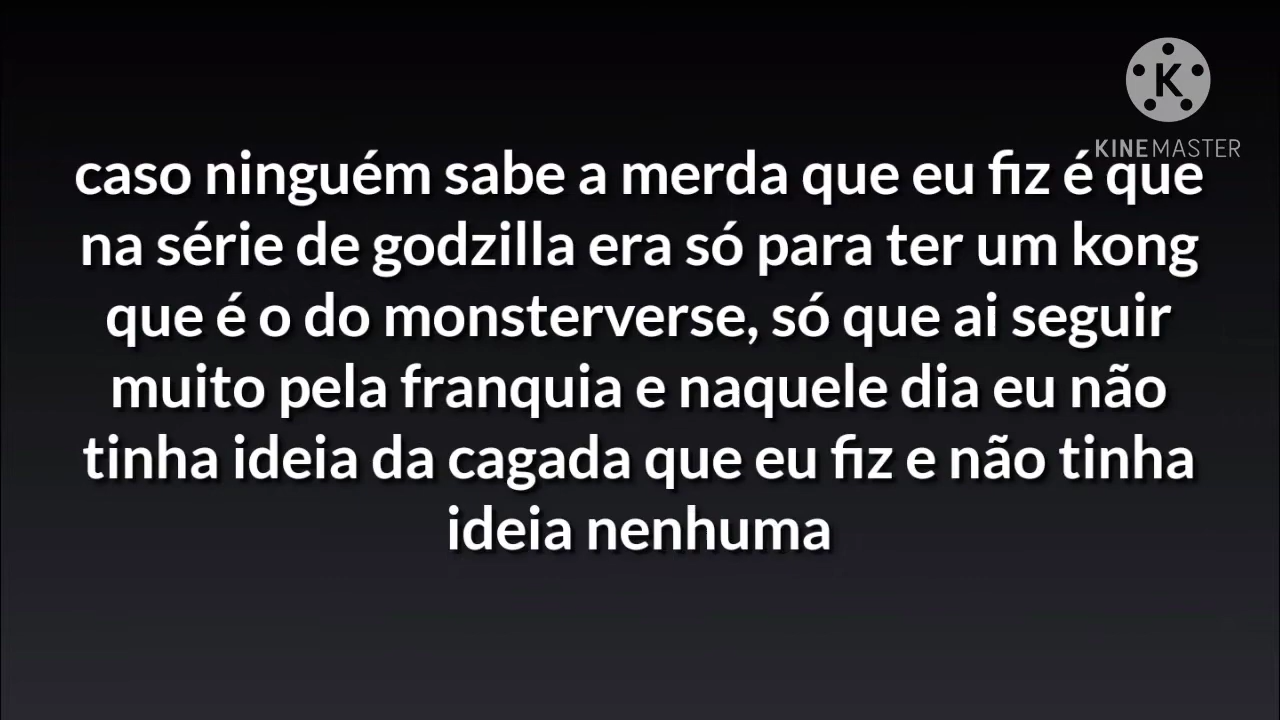 K
KINEMASTER
caso ninguém sabe a merda que eu fiz é que
na série de godzilla era só para ter um kong
que é o do monsterverse, só que ai seguir
muito pela franquia e naquele dia eu não
tinha ideia da cagada que eu fiz e não tinha
ideia nenhuma